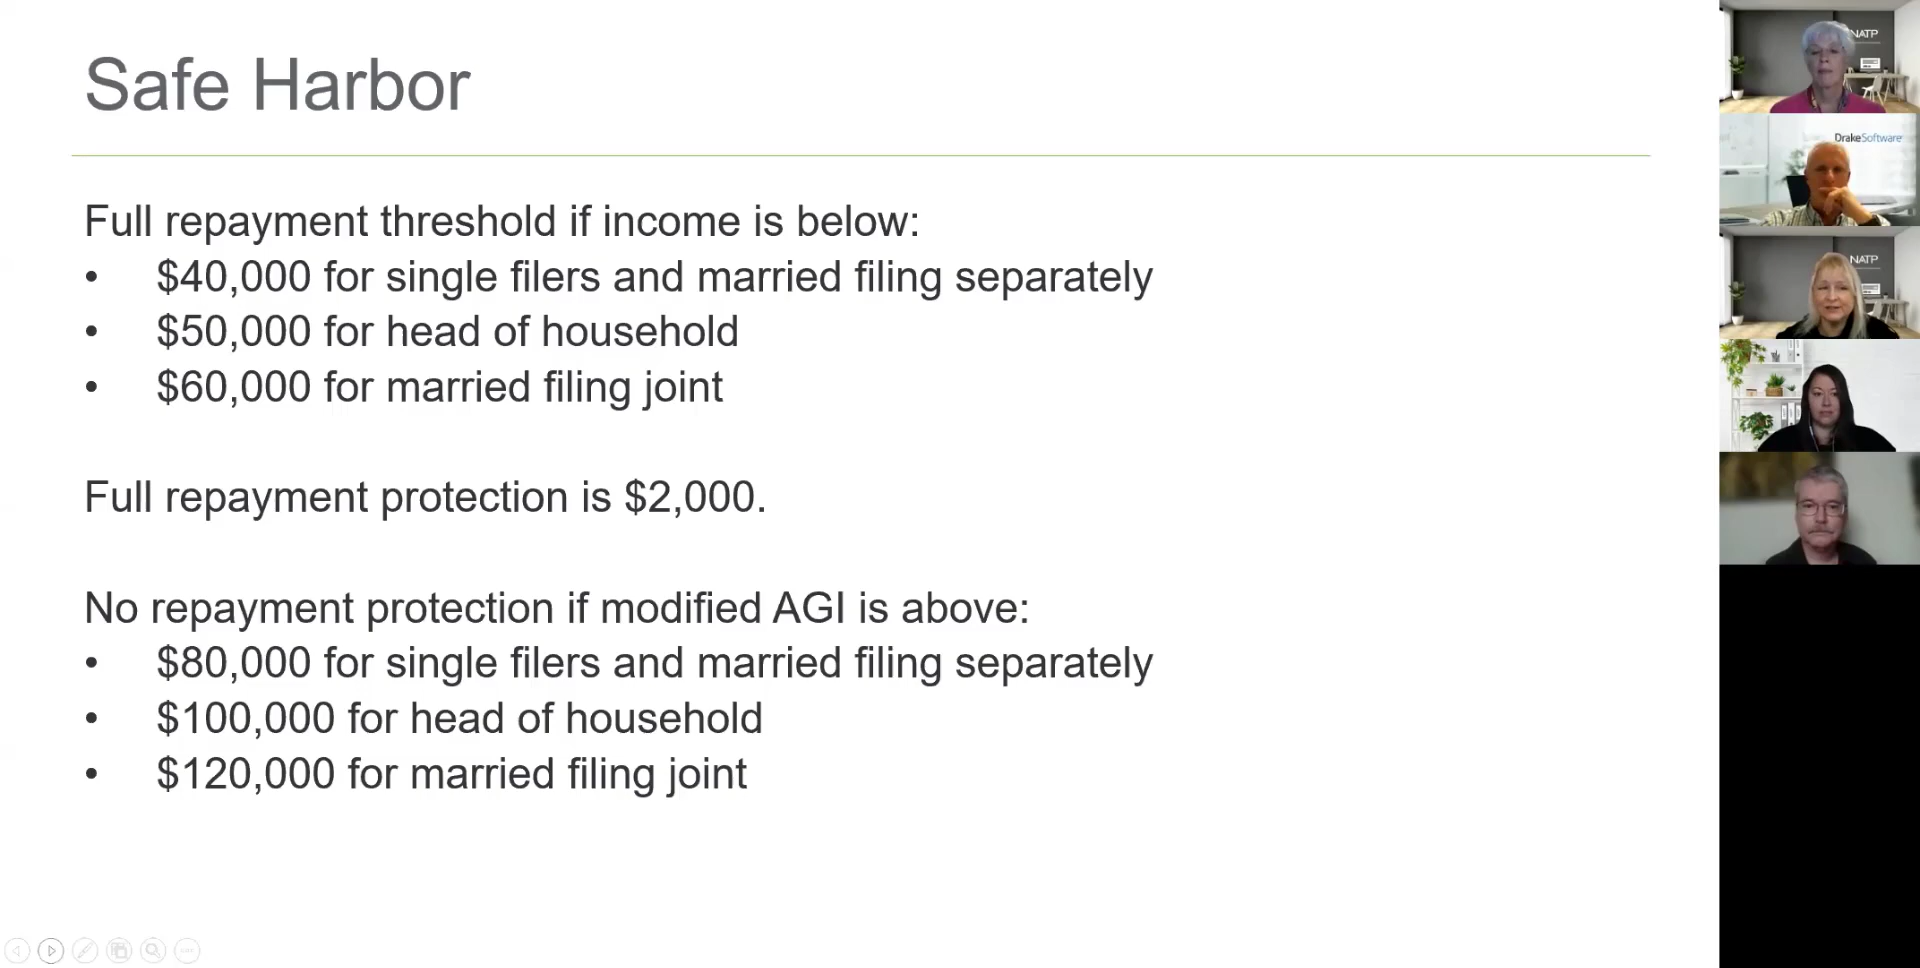 Safe Harbor
Full repayment threshold if income is below:
• $40,000 for single filers and married filing separately
• $50,000 for head of household
• $60,000 for married filing joint
Full repayment protection is $2,000.
No repayment protection if modified AGI is above:
• $80,000 for single filers and married filing separately
• $100,000 for head of household
• $120,000 for married filing joint
NATP
DrakeSoftware
NATP